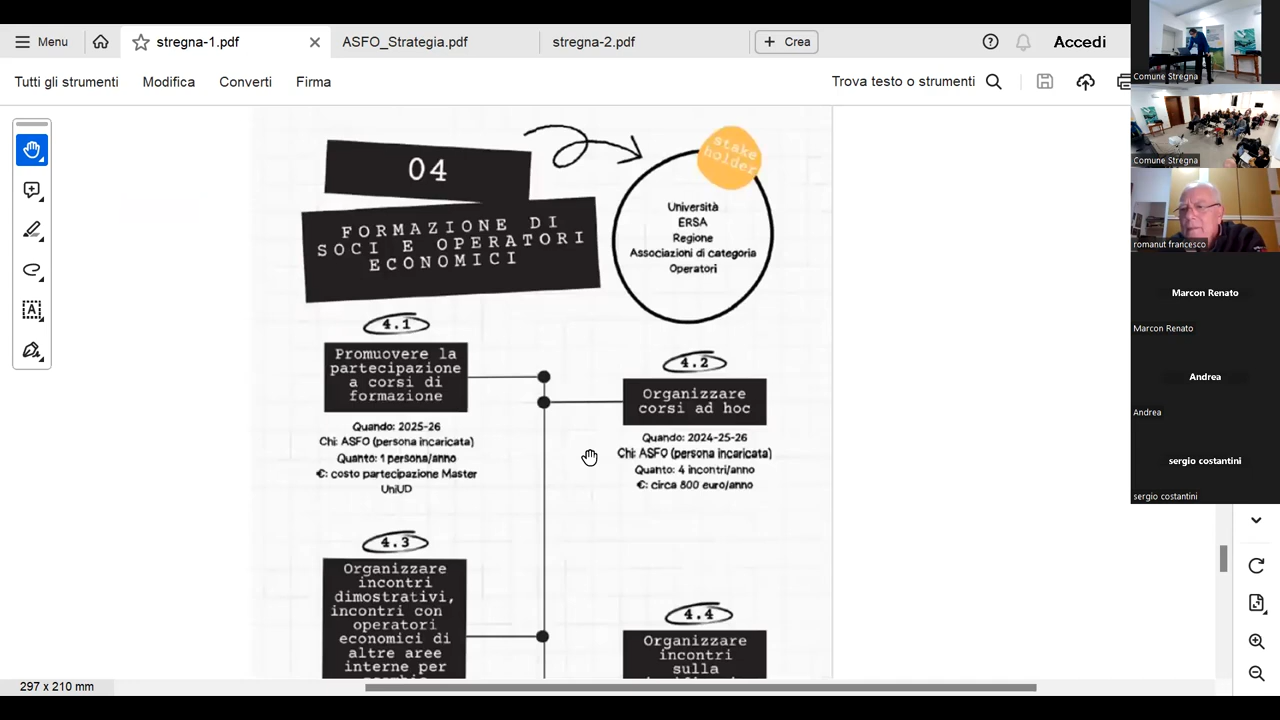 Menu
stregna-1.pdf
ASFO_Strategia.pdf
stregna-2.pdf
Crea
Accedi
Tutti gli strumenti
Modifica
Converti
Firma
Trova testo o strumenti
04
FORMAZIONE DI
SOCI E OPERATORI
ECONOMICI
stake
holder
Università
ERSA
Regione
Associazioni di categoria
Operatori
4.1
Promuovere la
partecipazione
a corsi di
formazione
Quando: 2025-26
Chi: ASFO (persona incaricata)
Quanto: 1 persona/anno
€: costo partecipazione Master
UniUD
4.2
Organizzare
corsi ad hoc
Quando: 2024-25-26
Chi: ASFO (persona incaricata)
Quanto: 4 incontri/anno
€: circa 800 euro/anno
4.3
Organizzare
incontri
dimostrativi,
incontri con
operatori
economici di
altre aree
interne per
4.4
Organizzare
incontri
sulla
297 x 210 mm
Comune Stregna
Comune Stregna
romanut francesco
Marcon Renato
Marcon Renato
Andrea
Andrea
sergio costantini
sergio costantini